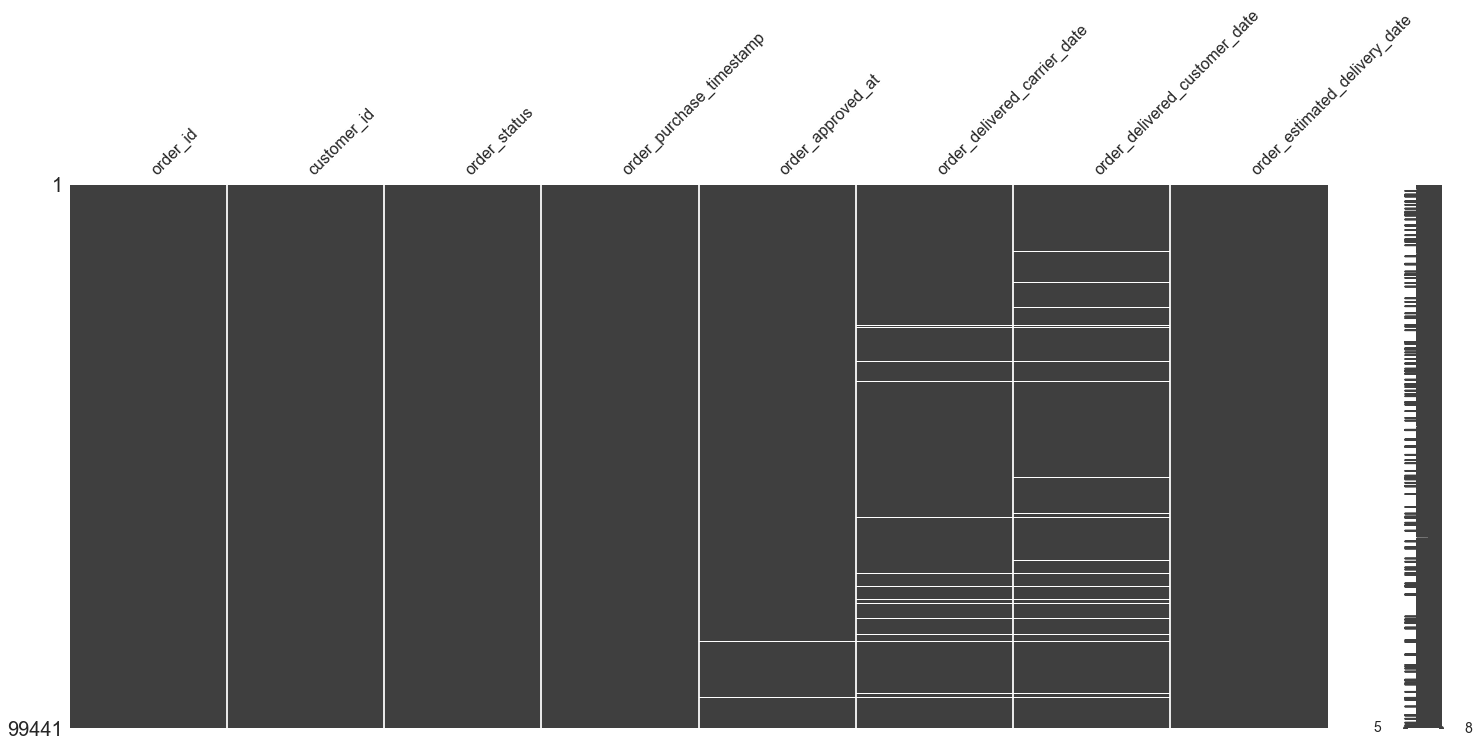 order_id
customer_id
order_status
order_purchase_timestamp
order_approved_at
order_delivered_carrier_date
order_delivered_customer_date
order_estimated_delivery_date
1
99441
5
8